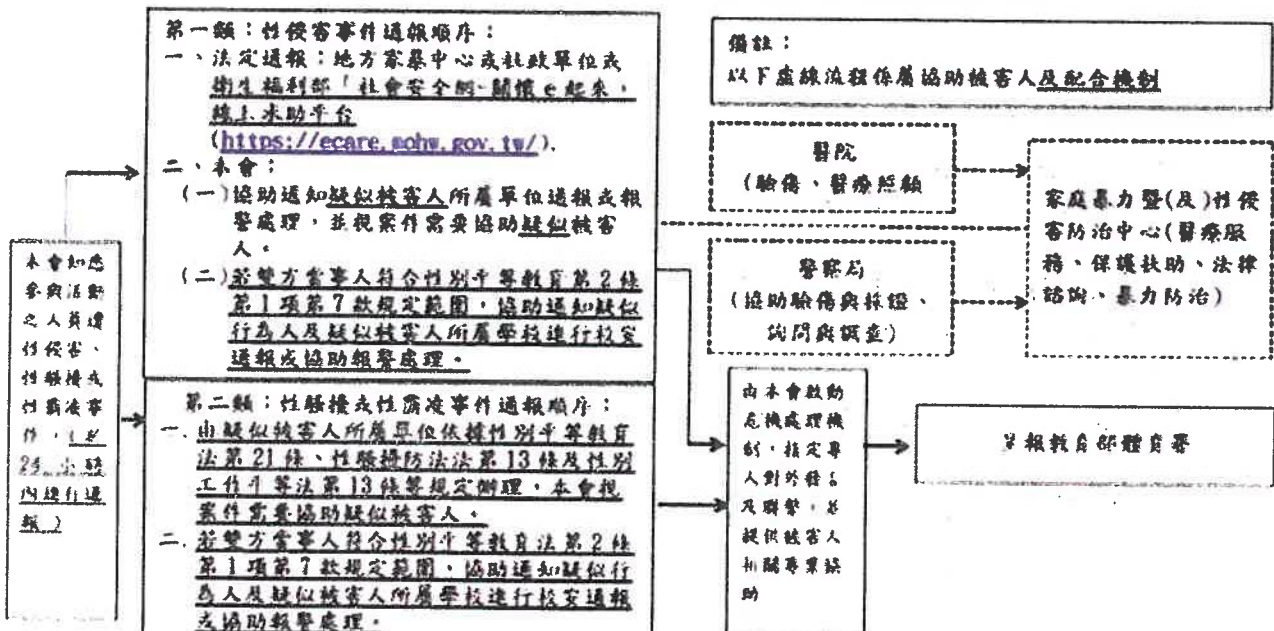 本會知悉
參與活動
之人員遭
性侵害、
性騷擾或
性霸凌事
件，(於
24 小時
內進行通
報)
第一類：性侵害事件通報順序：
一、法定通報：地方家暴中心或社政單位或
衛生福利部「社會安全網-關懷 e 起來，
線上求助平台
(https://ecare.mohw.gov.tw/).
二、本會：
(一)協助通知疑似被害人所屬單位通報或報
警處理，並視案件需要協助疑似被害
人。
(二)若雙方當事人符合性別平等教育第 2 條
第 1 項第 7 款規定範圍，協助通知疑似
行為人及疑似被害人所屬學校進行校安
通報或協助報警處理。
第二類：性騷擾或性霸凌事件通報順序：
一、由疑似被害人所屬單位依據性別平等教育
法第 21 條、性騷擾防法法第 13 條及性別
工作平等法第 13 條等規定辦理，本會視
案件需要協助疑似被害人。
二、若雙方當事人符合性別平等教育法第 2 條
第 1 項第 7 款規定範圍，協助通知疑似行
為人及疑似被害人所屬學校進行校安通報
或協助報警處理。
備註：
以下虛線流程係屬協助被害人及配合機制
醫院
(驗傷、醫療照顧
警察局
(協助驗傷與採證、
詢問與調查)
家庭暴力暨(及)性侵
害防治中心(醫療服
務、保護扶助、法律
諮詢、暴力防治)
由本會啟動
危機處理機
制，指定專
人對外發言
及聯繫，並
提供被害人
相關專業協
助
報教育部體育署